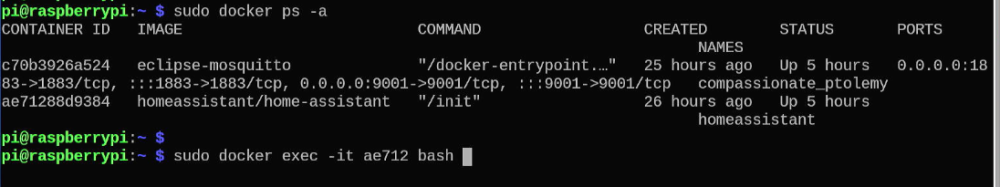 pi@raspberrypi:~ $ sudo docker ps -a
CONTAINER ID   IMAGE                          COMMAND                  CREATED        STATUS       PORTS
                                                                             NAMES
c70b3926a524   eclipse-mosquitto              "/docker-entrypoint.…"   25 hours ago   Up 5 hours   0.0.0.0:18
83->1883/tcp, :::1883->1883/tcp, 0.0.0.0:9001->9001/tcp, :::9001->9001/tcp   compassionate_ptolemy
ae71288d9384   homeassistant/home-assistant   "/init"                  26 hours ago   Up 5 hours
                                                                             homeassistant
pi@raspberrypi:~ $
pi@raspberrypi:~ $ sudo docker exec -it ae712 bash